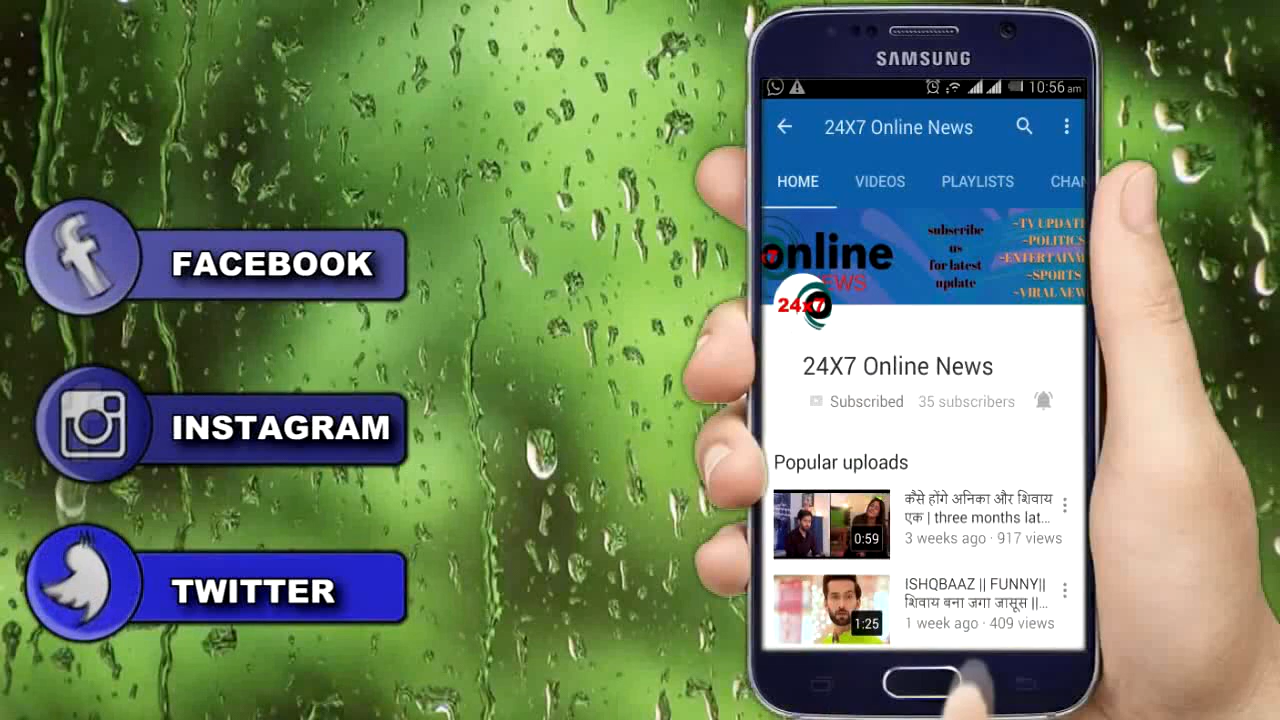 FACEBOOK
INSTAGRAM
TWITTER
SAMSUNG
10:56 am
24X7 Online News
HOME VIDEOS PLAYLISTS CHAN
online
NEWS
24x7
subscribe
us
for latest
update
~TV UPDATE
~POLITICS
~ENTERTAINM
~SPORTS
~VIRAL NEW
24X7 Online News
Subscribed 35 subscribers
Popular uploads
0:59
कैसे होंगे अनिका और शिवाय
एक | three months lat...
3 weeks ago · 917 views
1:25
ISHQBAAZ || FUNNY||
शिवाय बना जगा जासूस ||...
1 week ago · 409 views